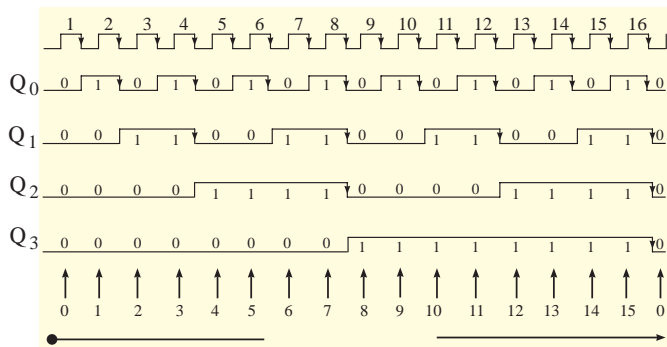 1 2 3 4 5 6 7 8 9 10 11 12 13 14 15 16
Q0 0 1 0 1 0 1 0 1 0 1 0 1 0 1 0 1 0
Q1 0 0 1 1 0 0 1 1 0 0 1 1 0 0 1 1 0
Q2 0 0 0 0 1 1 1 1 0 0 0 0 1 1 1 1 0
Q3 0 0 0 0 0 0 0 0 1 1 1 1 1 1 1 1 0
0 1 2 3 4 5 6 7 8 9 10 11 12 13 14 15 0